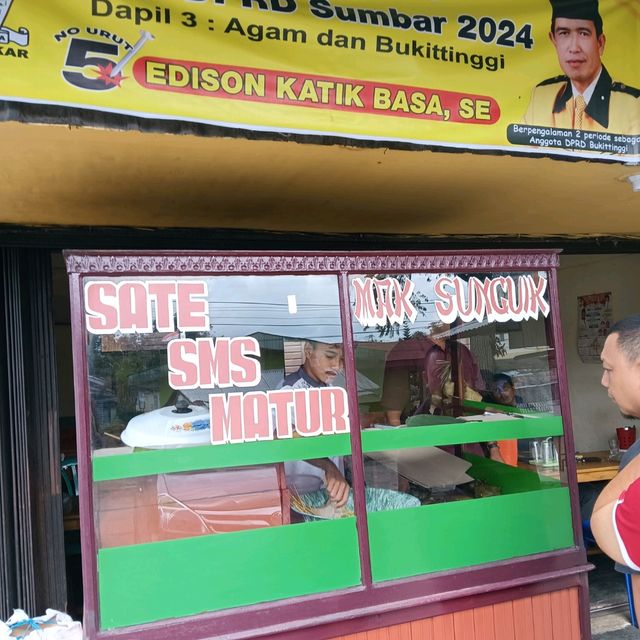 DPRD Sumbar 2024
Dapil 3 : Agam dan Bukittinggi
KAR
NO URUT
5
EDISON KATIK BASA, SE
Berpengalaman 2 periode sebagai
Anggota DPRD Bukittinggi
SATE
SMS
MATUR
MAK SUNGUIK